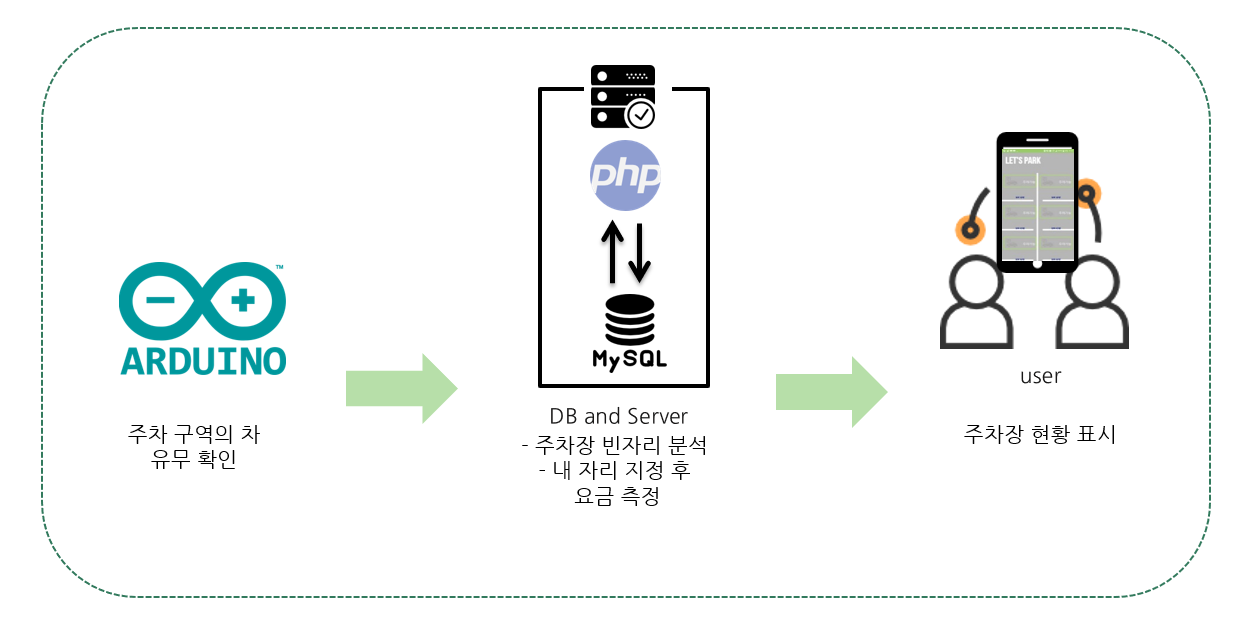 php
MySQL
LET'S PARK
ARDUINO
™
user
DB and Server
주차 구역의 차
유무 확인
- 주차장 빈자리 분석
- 내 자리 지정 후
요금 측정
주차장 현황 표시